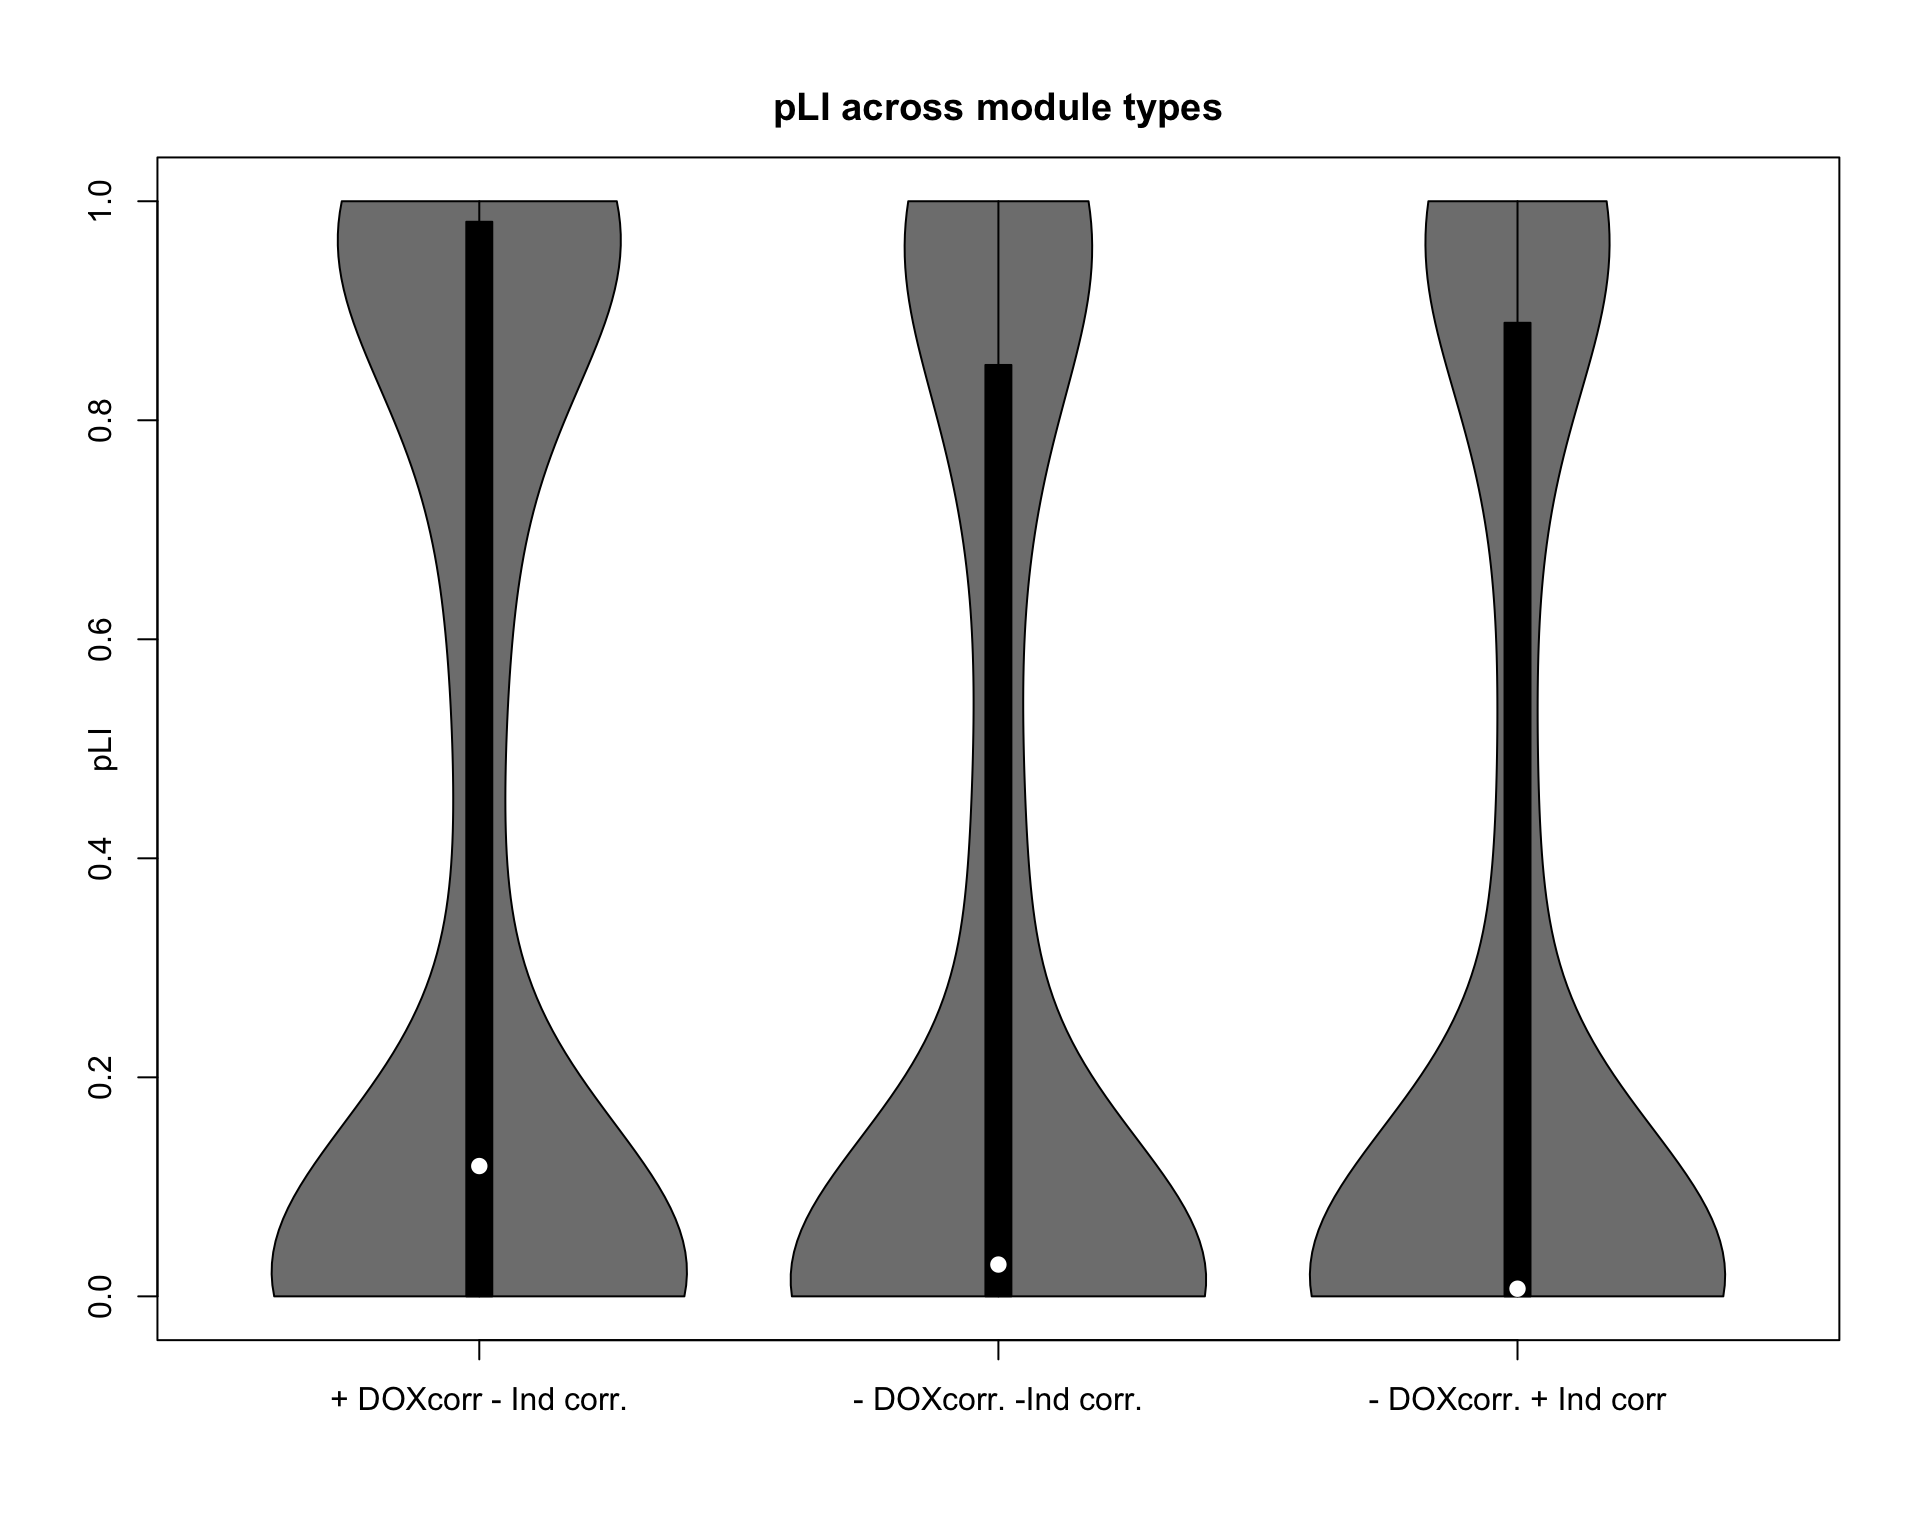 pLI across module types
pLI
1.0
0.8
0.6
0.4
0.2
0.0
+ DOXcorr - Ind corr.
- DOXcorr. -Ind corr.
- DOXcorr. + Ind corr